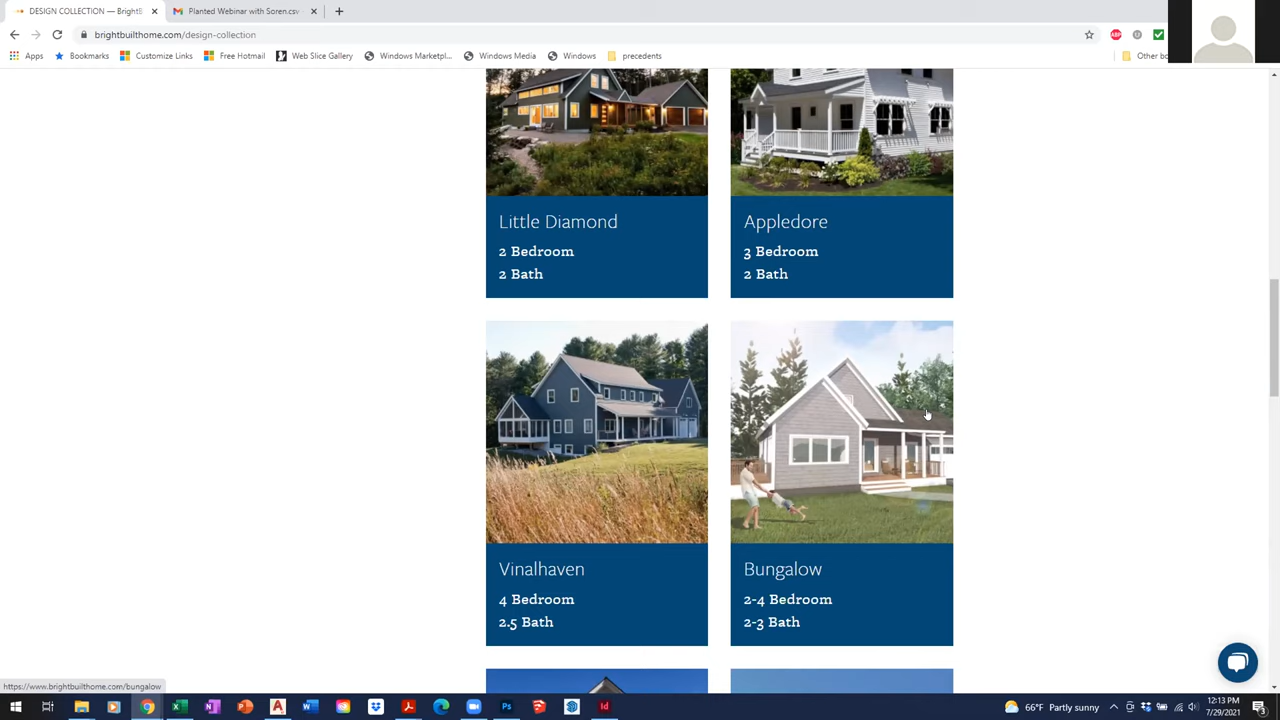 DESIGN COLLECTION — BrightB
Planted Webinar with Soren.csv
brightbuilthome.com/design-collection
ABP
Apps
Bookmarks
Customize Links
Free Hotmail
Web Slice Gallery
Windows Marketpl...
Windows Media
Windows
precedents
Other bo
Little Diamond
2 Bedroom
2 Bath
Appledore
3 Bedroom
2 Bath
Vinalhaven
4 Bedroom
2.5 Bath
Bungalow
2-4 Bedroom
2-3 Bath
https://www.brightbuilthome.com/bungalow
66°F Partly sunny
12:13 PM
7/29/2021